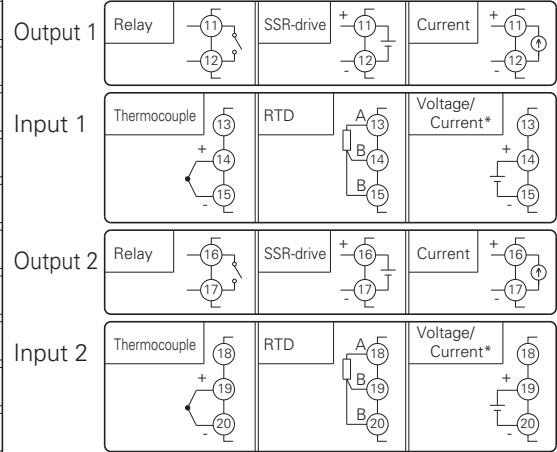 Output 1
Relay 11 12
SSR-drive + 11 - 12
Current + 11 - 12
Input 1
Thermocouple 13 + 14 - 15
RTD A 13 B 14 B 15
Voltage/
Current* 13 + 14 - 15
Output 2
Relay 16 17
SSR-drive + 16 - 17
Current + 16 - 17
Input 2
Thermocouple 18 + 19 - 20
RTD A 18 B 19 B 20
Voltage/
Current* 18 + 19 - 20